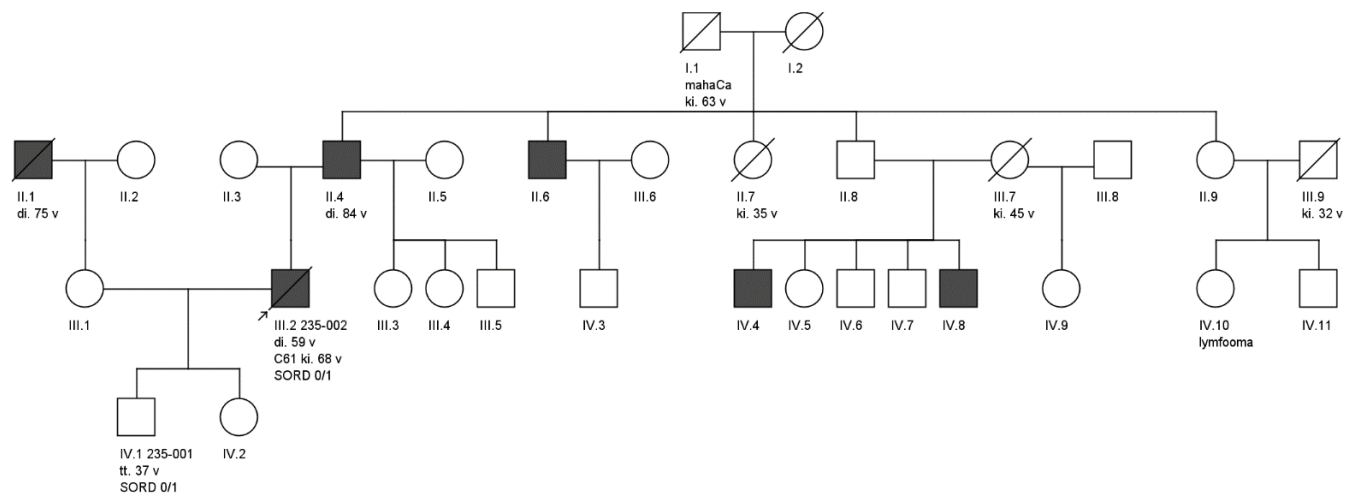 I.1
mahaCa
ki. 63 v
I.2
II.1
di. 75 v
II.2
II.3
II.4
di. 84 v
II.5
II.6
III.6
II.7
ki. 35 v
II.8
III.7
ki. 45 v
III.8
II.9
III.9
ki. 32 v
III.1
III.2 235-002
di. 59 v
C61 ki. 68 v
SORD 0/1
III.3
III.4
III.5
IV.3
IV.4
IV.5
IV.6
IV.7
IV.8
IV.9
IV.10
lymfooma
IV.11
IV.1 235-001
tt. 37 v
SORD 0/1
IV.2